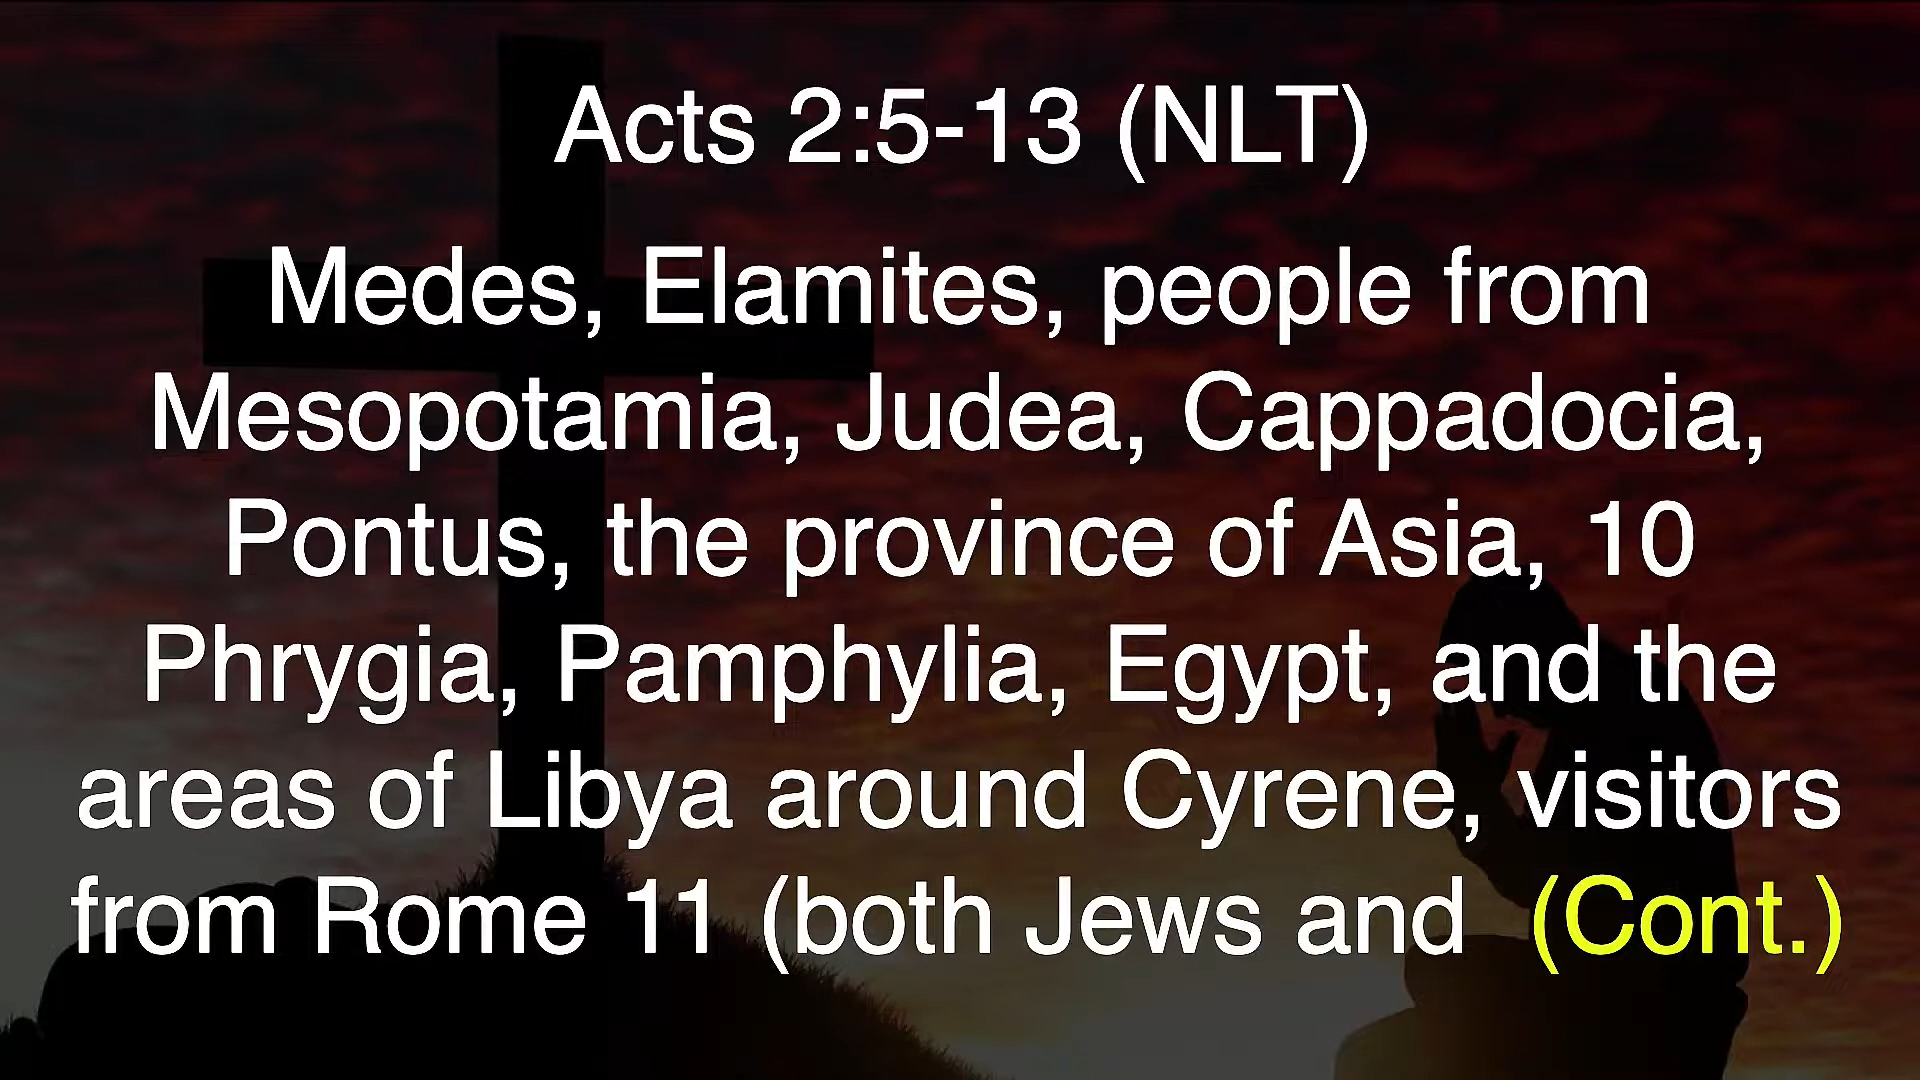 Acts 2:5-13 (NLT)
Medes, Elamites, people from
Mesopotamia, Judea, Cappadocia,
Pontus, the province of Asia, 10
Phrygia, Pamphylia, Egypt, and the
areas of Libya around Cyrene, visitors
from Rome 11 (both Jews and (Cont.)